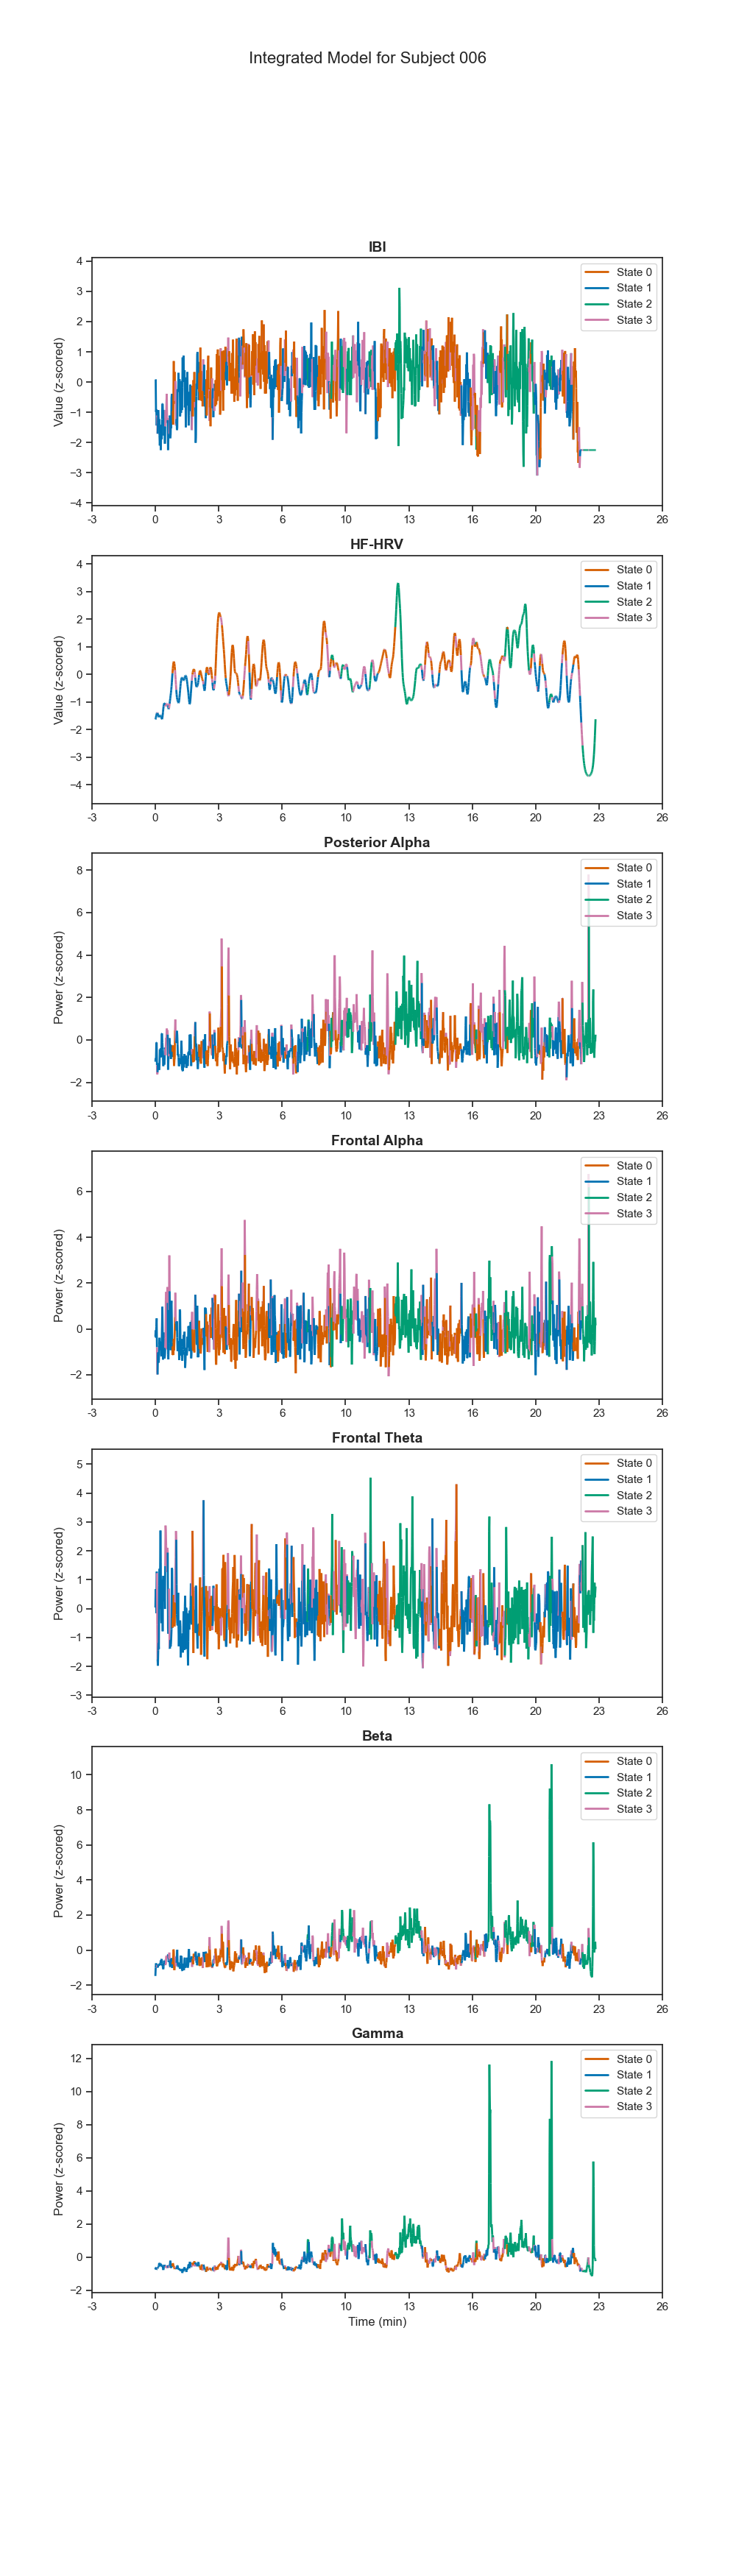 Integrated Model for Subject 006
IBI
Value (z-scored)
4
3
2
1
0
−1
−2
−3
−4
State 0
State 1
State 2
State 3
-3 0 3 6 10 13 16 20 23 26
HF-HRV
Value (z-scored)
4
3
2
1
0
−1
−2
−3
−4
State 0
State 1
State 2
State 3
-3 0 3 6 10 13 16 20 23 26
Posterior Alpha
Power (z-scored)
8
6
4
2
0
−2
State 0
State 1
State 2
State 3
-3 0 3 6 10 13 16 20 23 26
Frontal Alpha
Power (z-scored)
6
4
2
0
−2
State 0
State 1
State 2
State 3
-3 0 3 6 10 13 16 20 23 26
Frontal Theta
Power (z-scored)
5
4
3
2
1
0
−1
−2
−3
State 0
State 1
State 2
State 3
-3 0 3 6 10 13 16 20 23 26
Beta
Power (z-scored)
10
8
6
4
2
0
−2
State 0
State 1
State 2
State 3
-3 0 3 6 10 13 16 20 23 26
Gamma
Power (z-scored)
12
10
8
6
4
2
0
−2
State 0
State 1
State 2
State 3
-3 0 3 6 10 13 16 20 23 26
Time (min)